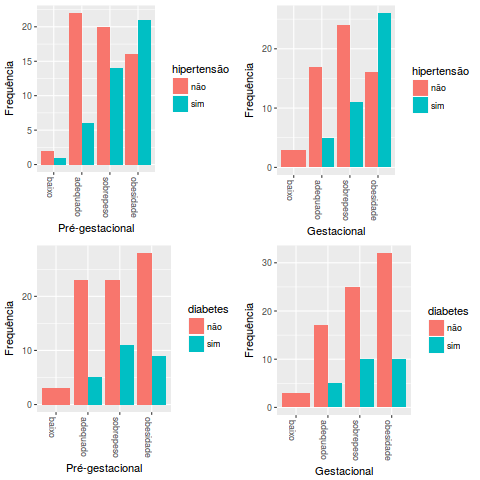 20
15
10
5
0
Frequência
baixo
adequado
sobrepeso
obesidade
Pré-gestacional
hipertensão
não
sim
20
10
0
Frequência
baixo
adequado
sobrepeso
obesidade
Gestacional
hipertensão
não
sim
20
10
0
Frequência
baixo
adequado
sobrepeso
obesidade
Pré-gestacional
diabetes
não
sim
30
20
10
0
Frequência
baixo
adequado
sobrepeso
obesidade
Gestacional
diabetes
não
sim